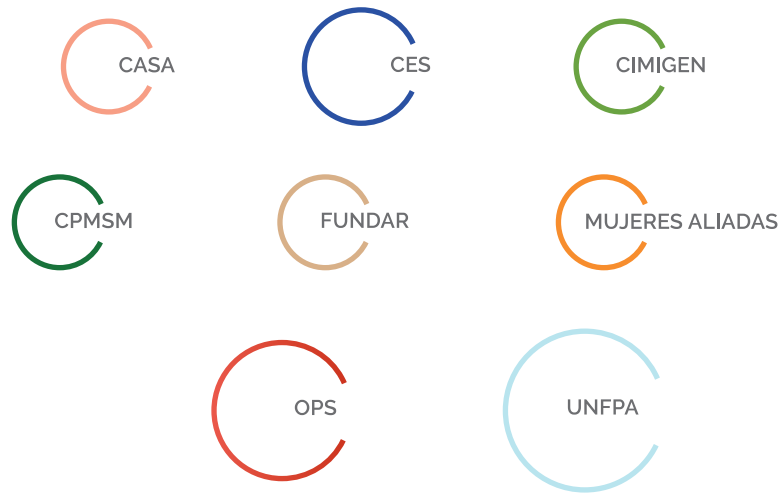 CASA
CES
CIMIGEN
CPMSM
FUNDAR
MUJERES ALIADAS
OPS
UNFPA